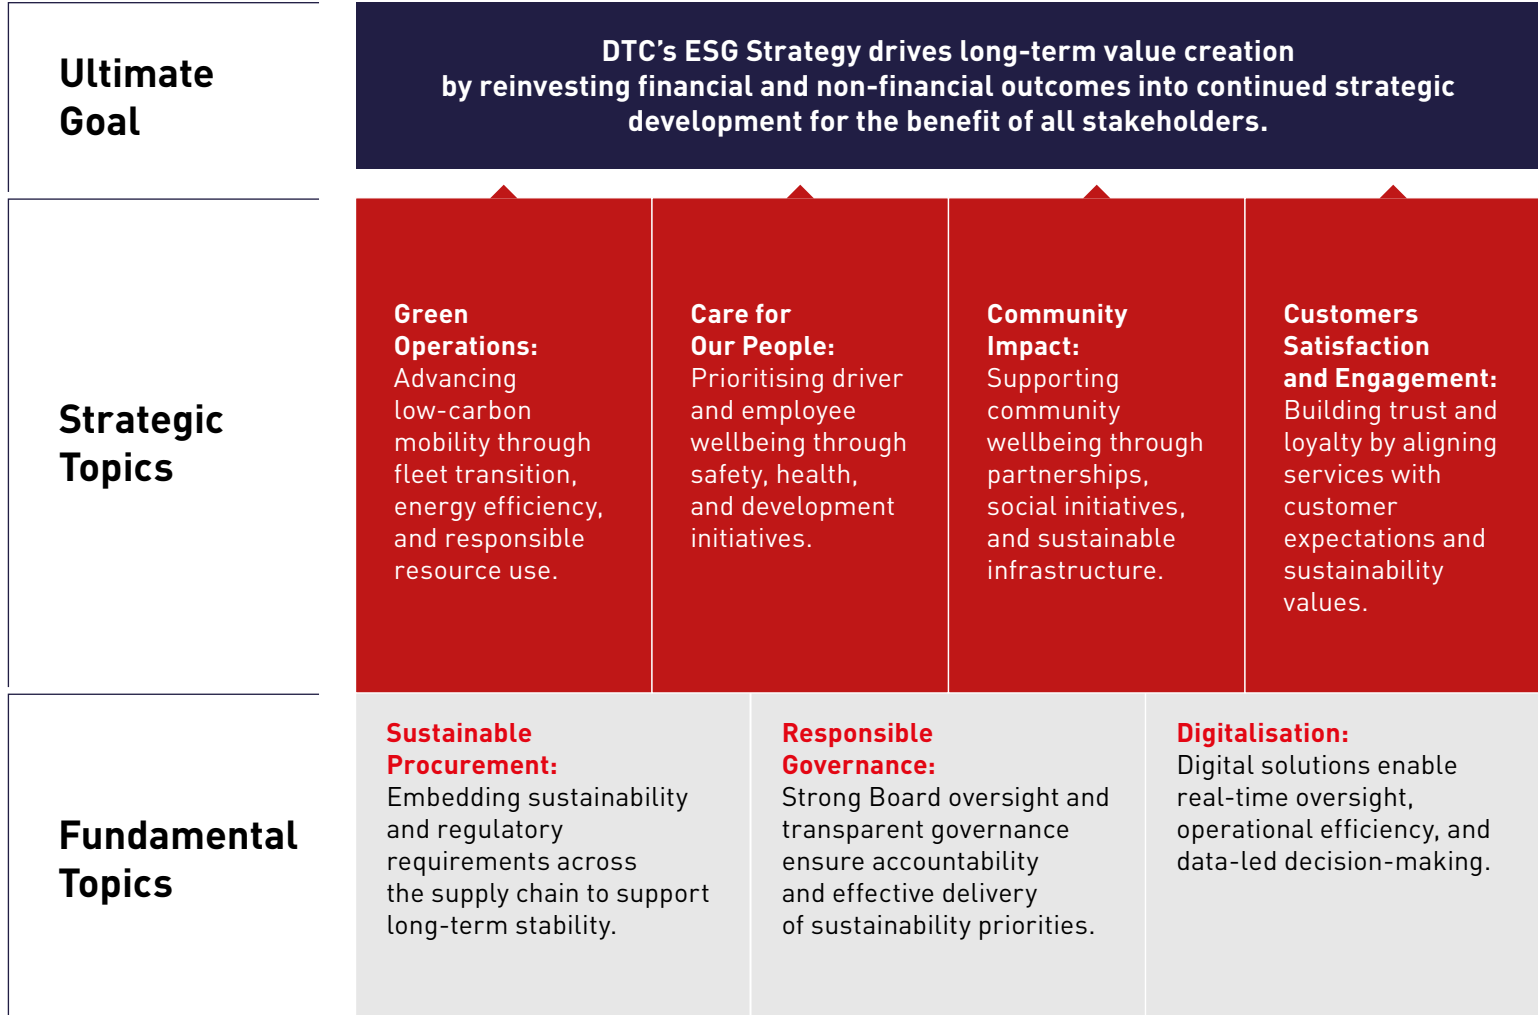 Ultimate
Goal
DTC's ESG Strategy drives long-term value creation
by reinvesting financial and non-financial outcomes into continued strategic
development for the benefit of all stakeholders.
Strategic
Topics
Green
Operations:
Advancing
low-carbon
mobility through
fleet transition,
energy efficiency,
and responsible
resource use.
Care for
Our People:
Prioritising driver
and employee
wellbeing through
safety, health,
and development
initiatives.
Community
Impact:
Supporting
community
wellbeing through
partnerships,
social initiatives,
and sustainable
infrastructure.
Customers
Satisfaction
and Engagement:
Building trust and
loyalty by aligning
services with
customer
expectations and
sustainability
values.
Fundamental
Topics
Sustainable
Procurement:
Embedding sustainability
and regulatory
requirements across
the supply chain to support
long-term stability.
Responsible
Governance:
Strong Board oversight and
transparent governance
ensure accountability
and effective delivery
of sustainability priorities.
Digitalisation:
Digital solutions enable
real-time oversight,
operational efficiency, and
data-led decision-making.